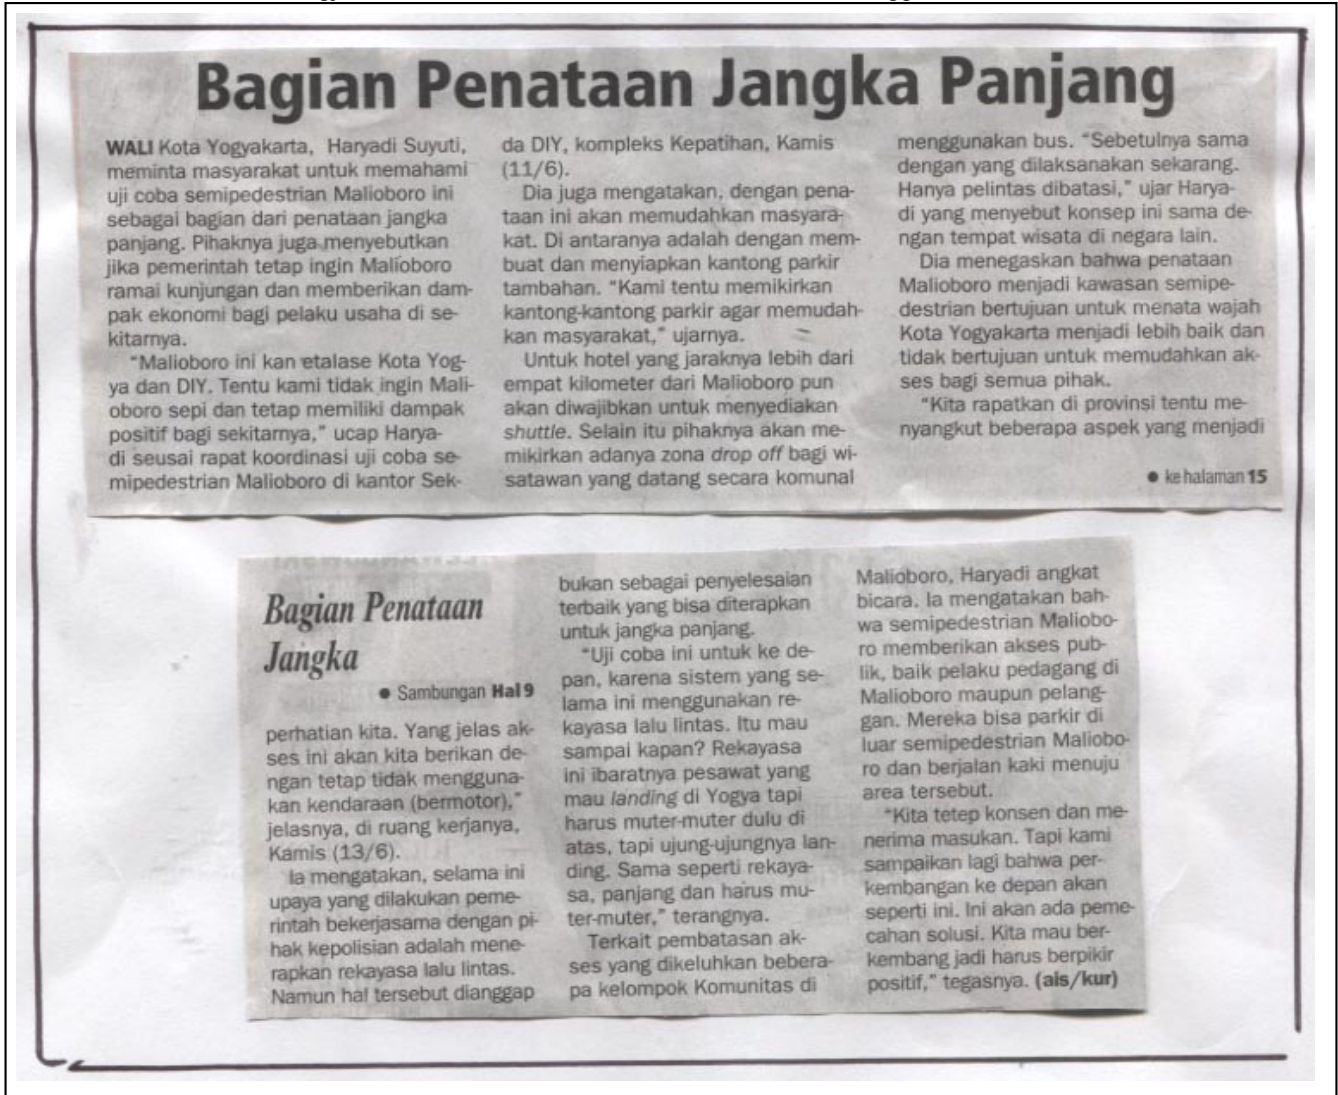 Bagian Penataan Jangka Panjang
WALI Kota Yogyakarta, Haryadi Suyuti,
meminta masyarakat untuk memahami
uji coba semipedestrian Malioboro ini
sebagai bagian dari penataan jangka
panjang. Pihaknya juga menyebutkan
jika pemerintah tetap ingin Malioboro
ramai kunjungan dan memberikan dam-
pak ekonomi bagi pelaku usaha di se-
kitarnya.
"Malioboro ini kan etalase Kota Yog-
ya dan DIY. Tentu kami tidak ingin Mali-
oboro sepi dan tetap memiliki dampak
positif bagi sekitarnya," ucap Harya-
di seusai rapat koordinasi uji coba se-
mipedestrian Malioboro di kantor Sek-
da DIY, kompleks Kepatihan, Kamis
(11/6).
Dia juga mengatakan, dengan pena-
taan ini akan memudahkan masyara-
kat. Di antaranya adalah dengan mem-
buat dan menyiapkan kantong parkir
tambahan. "Kami tentu memikirkan
kantong-kantong parkir agar memudah-
kan masyarakat," ujarnya.
Untuk hotel yang jaraknya lebih dari
empat kilometer dari Malioboro pun
akan diwajibkan untuk menyediakan
shuttle. Selain itu pihaknya akan me-
mikirkan adanya zona drop off bagi wi-
satawan yang datang secara komunal
menggunakan bus. "Sebetulnya sama
dengan yang dilaksanakan sekarang.
Hanya pelintas dibatasi," ujar Harya-
di yang menyebut konsep ini sama de-
ngan tempat wisata di negara lain.
Dia menegaskan bahwa penataan
Malioboro menjadi kawasan semipe-
destrian bertujuan untuk menata wajah
Kota Yogyakarta menjadi lebih baik dan
tidak bertujuan untuk memudahkan ak-
ses bagi semua pihak.
"Kita rapatkan di provinsi tentu me-
nyangkut beberapa aspek yang menjadi
● ke halaman 15
Bagian Penataan
Jangka
● Sambungan Hal 9
perhatian kita. Yang jelas ak-
ses ini akan kita berikan de-
ngan tetap tidak mengguna-
kan kendaraan (bermotor),"
jelasnya, di ruang kerjanya,
Kamis (13/6).
Ia mengatakan, selama ini
upaya yang dilakukan peme-
rintah bekerjasama dengan pi-
hak kepolisian adalah mene-
rapkan rekayasa lalu lintas.
Namun hal tersebut dianggap
bukan sebagai penyelesaian
terbaik yang bisa diterapkan
untuk jangka panjang.
"Uji coba ini untuk ke de-
pan, karena sistem yang se-
lama ini menggunakan re-
kayasa lalu lintas. Itu mau
sampai kapan? Rekayasa
ini ibaratnya pesawat yang
mau landing di Yogya tapi
harus muter-muter dulu di
atas, tapi ujung-ujungnya lan-
ding. Sama seperti rekaya-
sa, panjang dan harus mu-
ter-muter," terangnya.
Terkait pembatasan ak-
ses yang dikeluhkan bebera-
pa kelompok Komunitas di
Malioboro, Haryadi angkat
bicara. Ia mengatakan bah-
wa semipedestrian Maliobo-
ro memberikan akses pub-
lik, baik pelaku pedagang di
Malioboro maupun pelang-
gan. Mereka bisa parkir di
luar semipedestrian Maliobo-
ro dan berjalan kaki menuju
area tersebut.
"Kita tetep konsen dan me-
nerima masukan. Tapi kami
sampaikan lagi bahwa per-
kembangan ke depan akan
seperti ini. Ini akan ada peme-
cahan solusi. Kita mau ber-
kembang jadi harus berpikir
positif," tegasnya. (ais/kur)